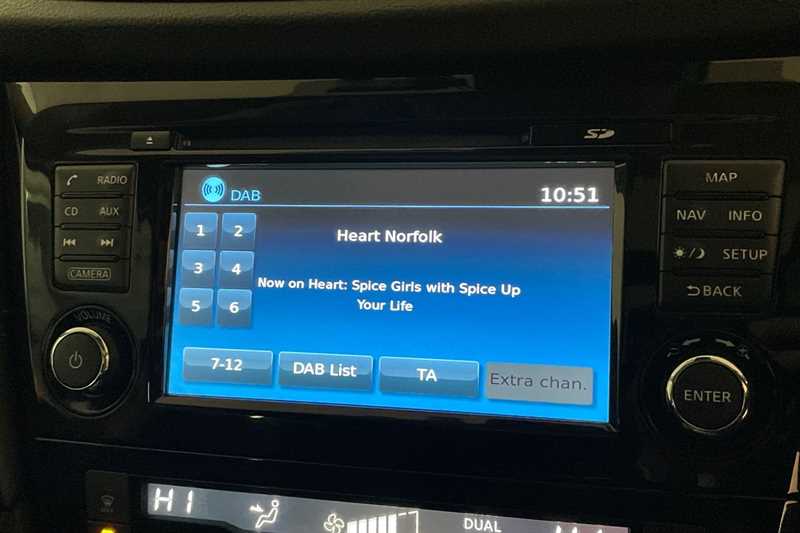 SD
RADIO
CD AUX
CAMERA
VOLUME
MAP
NAV INFO
SETUP
BACK
ENTER
DAB 10:51
1 2
3 4
5 6
Heart Norfolk
Now on Heart: Spice Girls with Spice Up
Your Life
7-12 DAB List TA Extra chan.
HI DUAL